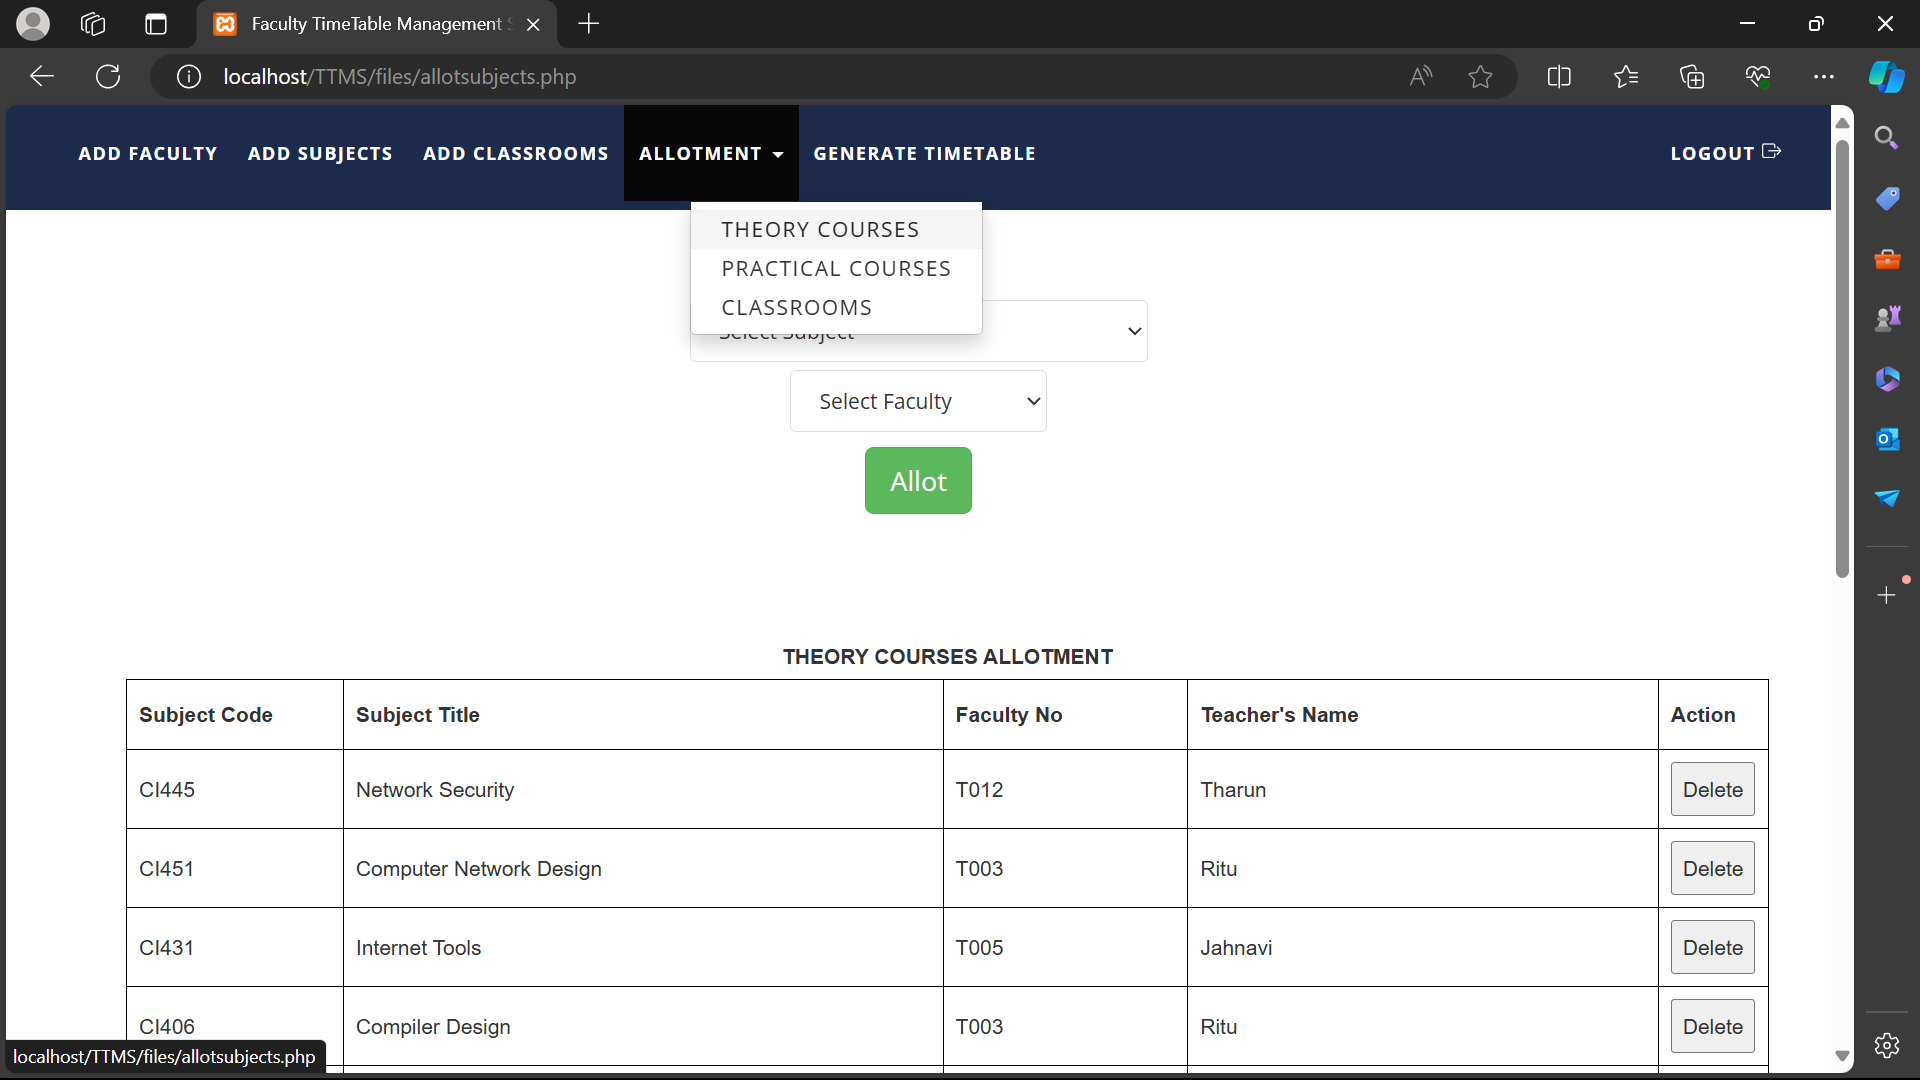 Faculty TimeTable Management S
localhost/TTMS/files/allotsubjects.php
ADD FACULTY ADD SUBJECTS ADD CLASSROOMS ALLOTMENT GENERATE TIMETABLE LOGOUT
THEORY COURSES
PRACTICAL COURSES
CLASSROOMS
Select Subject
Select Faculty
Allot
THEORY COURSES ALLOTMENT
Subject Code Subject Title Faculty No Teacher's Name Action
CI445 Network Security T012 Tharun Delete
CI451 Computer Network Design T003 Ritu Delete
CI431 Internet Tools T005 Jahnavi Delete
CI406 Compiler Design T003 Ritu Delete
localhost/TTMS/files/allotsubjects.php